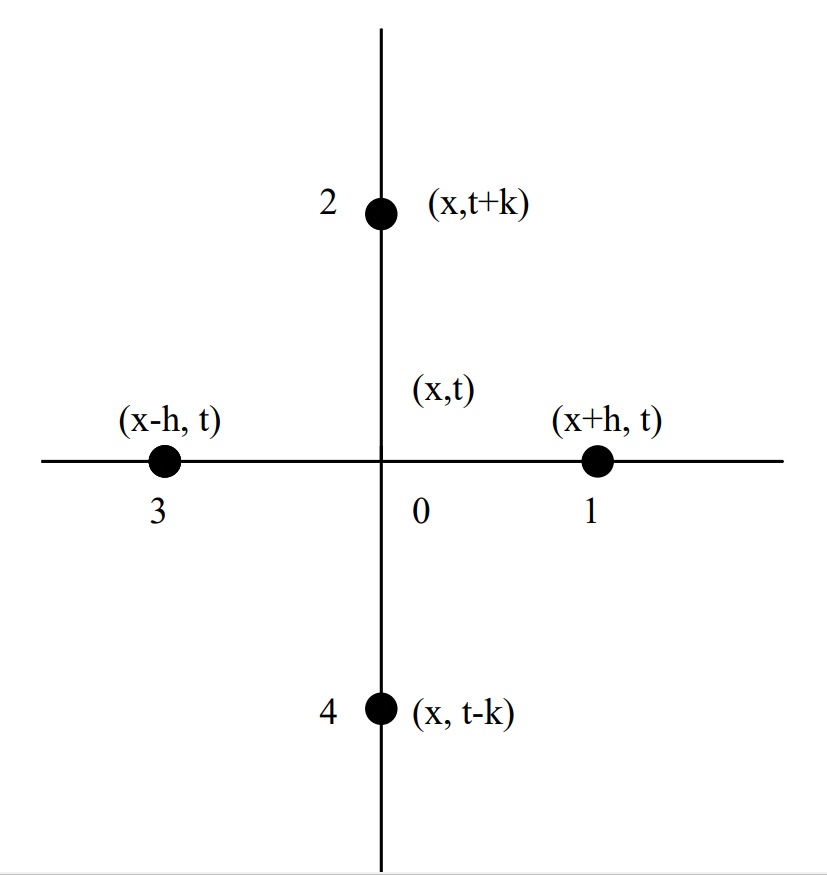 2 (x,t+k)
(x,t)
(x-h, t) (x+h, t)
3 0 1
4 (x, t-k)